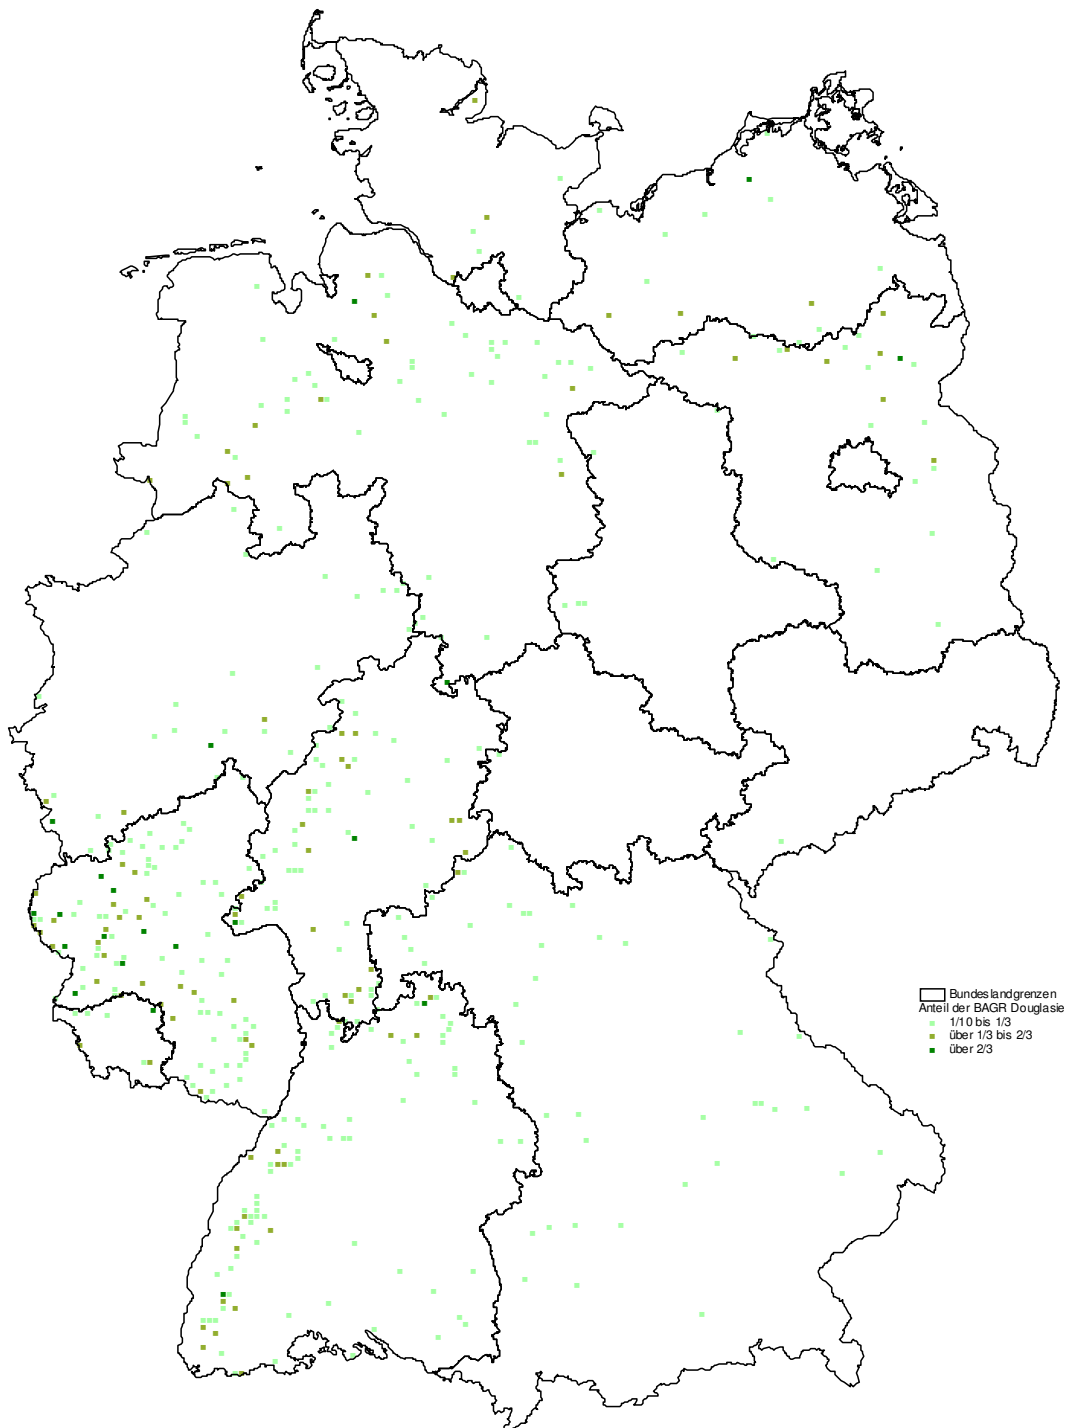 Bundeslandgrenzen
Anteil der BAGR Douglasie
1/10 bis 1/3
über 1/3 bis 2/3
über 2/3